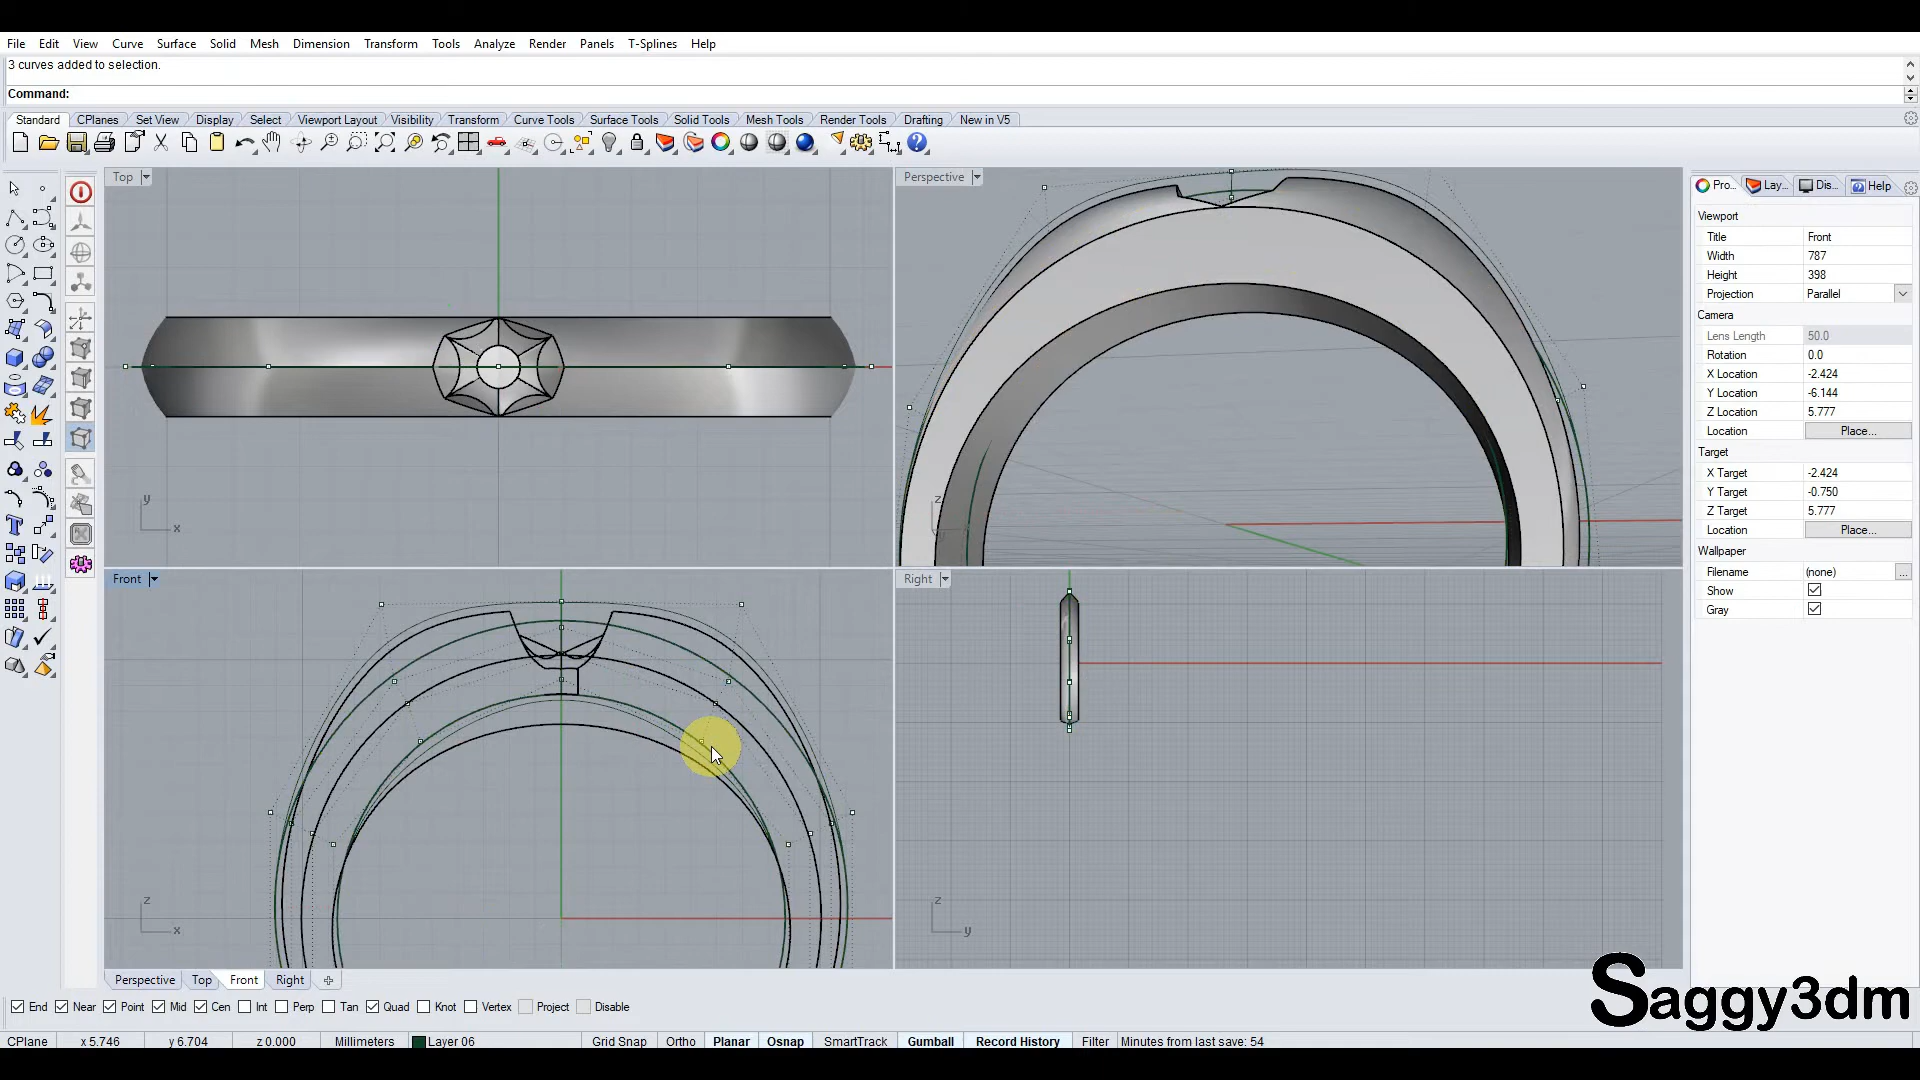 File Edit View Curve Surface Solid Mesh Dimension Transform Tools Analyze Render Panels T-Splines Help
3 curves added to selection.
Command:
Standard CPlanes Set View Display Select Viewport Layout Visibility Transform Curve Tools Surface Tools Solid Tools Mesh Tools Render Tools Drafting New in V5
Top
Perspective
Pro... Lay... Dis... Help
Viewport
Title Front
Width 787
Height 398
Projection Parallel
Camera
Lens Length 50.0
Rotation 0.0
X Location -2.424
Y Location -6.144
Z Location 5.777
Location Place...
Target
X Target -2.424
Y Target -0.750
Z Target 5.777
Location Place...
Wallpaper
Filename (none) ...
Show
Gray
y
x
z
Front
Right
z
x
z
y
Perspective Top Front Right
End Near Point Mid Cen Int Perp Tan Quad Knot Vertex Project Disable
CPlane x 5.746 y 6.704 z 0.000 Millimeters Layer 06 Grid Snap Ortho Planar Osnap SmartTrack Gumball Record History Filter Minutes from last save: 54
Saggy3dm